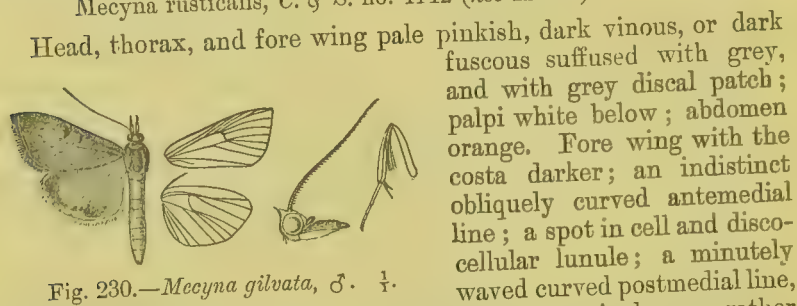 Mecyna rusticalis, C. & S. no.
Head, thorax, and fore wing pale pinkish, dark vinous, or dark
fuscous suffused with grey,
and with grey discal patch;
palpi white below; abdomen
orange. Fore wing with the
costa darker; an indistinct
obliquely curved antemedial
line; a spot in cell and disco-
cellular lunule; a minutely
waved curved postmedial line,
rather
Fig. 230.—Mecyna gilvata, ♂. 1/1.